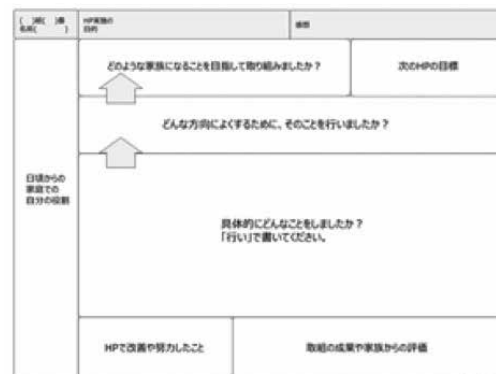 (　)組(　)番
名前(　　　)
HP実施の
目的
感想
どのような家族になることを目指して取り組みましたか？
次のHPの目標
どんな方向によくするために、そのことを行いましたか？
日頃からの
家庭での
自分の役割
具体的にどんなことをしましたか？
「行い」で書いてください。
HPで改善や努力したこと
取組の成果や家族からの評価